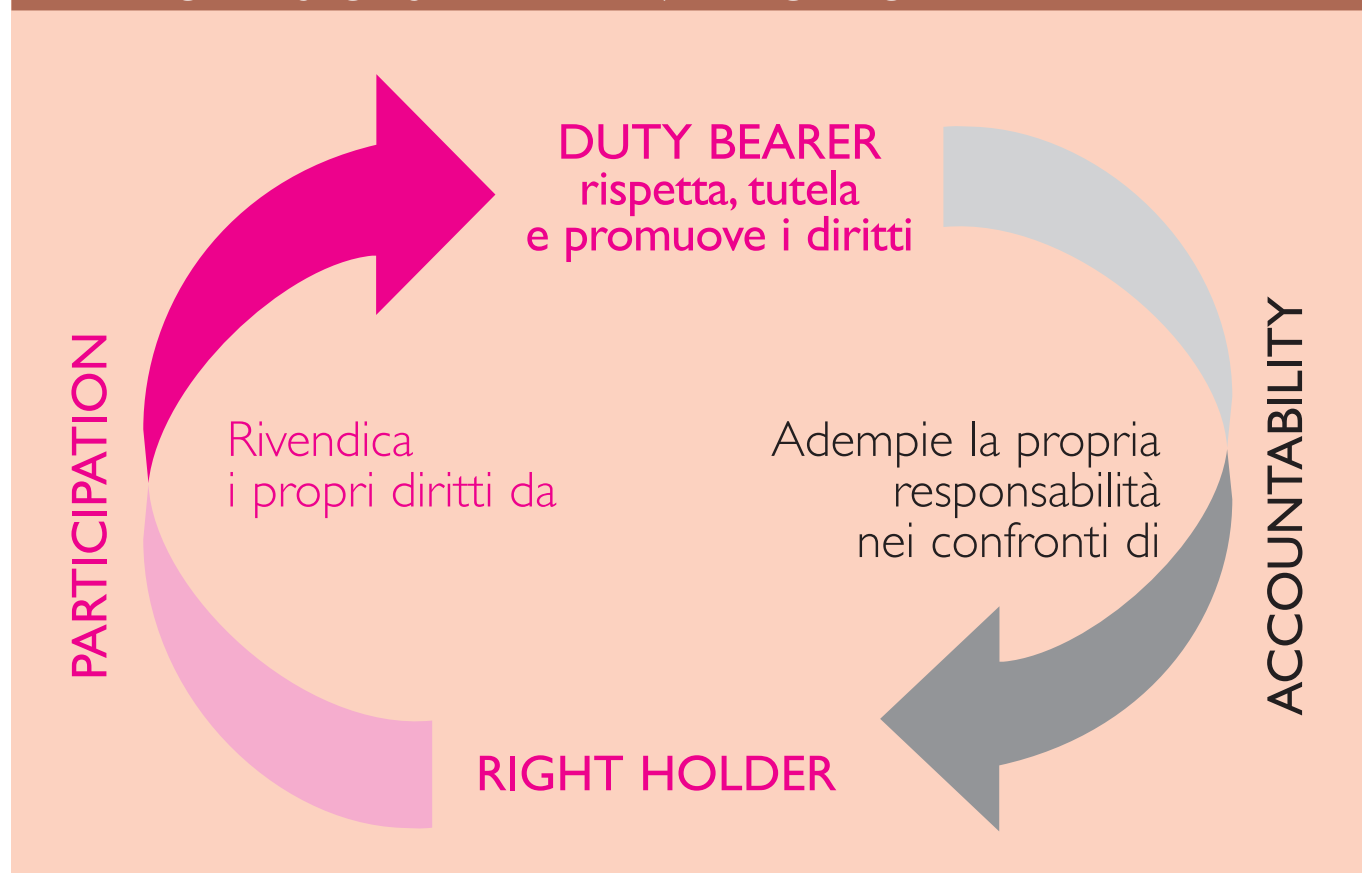 DUTY BEARER
rispetta, tutela
e promuove i diritti
PARTICIPATION
Rivendica
i propri diritti da
Adempie la propria
responsabilità
nei confronti di
ACCOUNTABILITY
RIGHT HOLDER